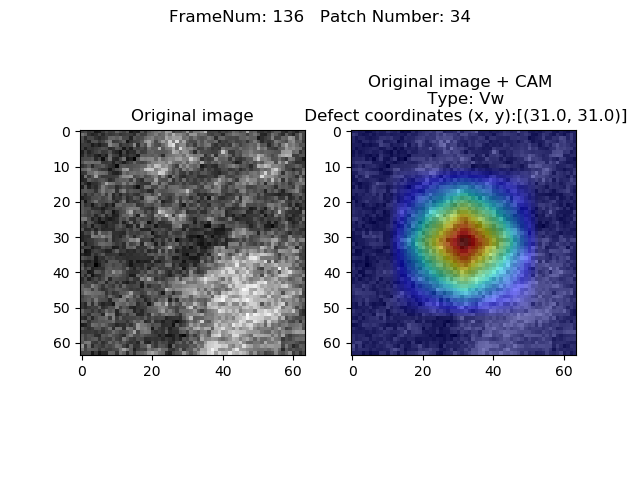 FrameNum: 136   Patch Number: 34
Original image
0
10
20
30
40
50
60
0 20 40 60
Original image + CAM
Type: Vw
Defect coordinates (x, y):[(31.0, 31.0)]
0
10
20
30
40
50
60
0 20 40 60